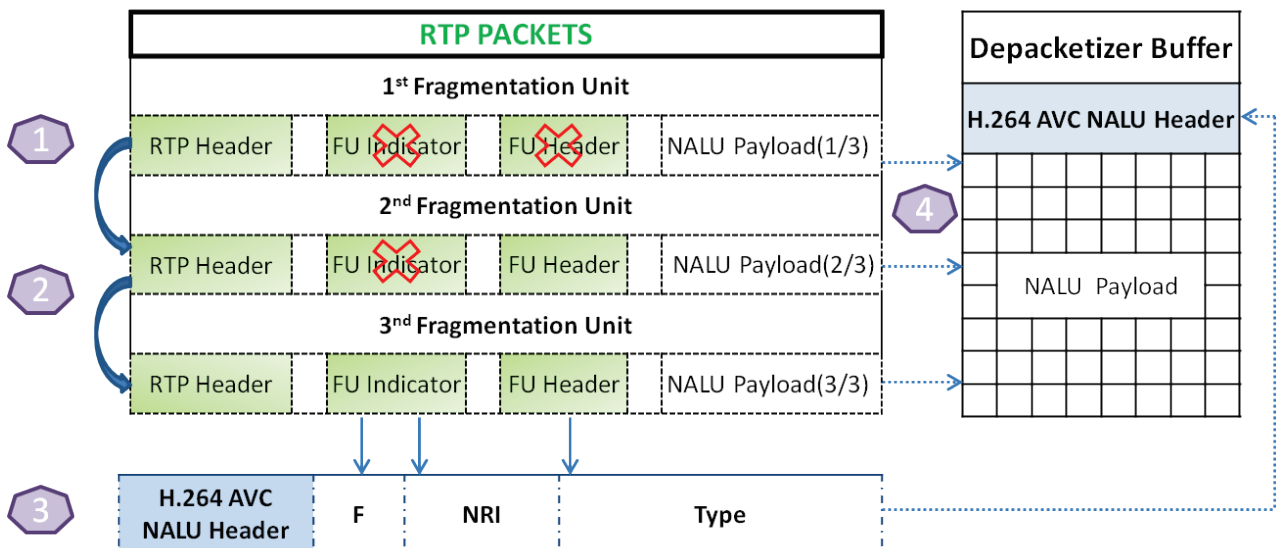 RTP PACKETS
1st Fragmentation Unit
1
RTP Header
FU Indicator
FU Header
NALU Payload(1/3)
2nd Fragmentation Unit
RTP Header
FU Indicator
FU Header
NALU Payload(2/3)
2
3nd Fragmentation Unit
RTP Header
FU Indicator
FU Header
NALU Payload(3/3)
3
H.264 AVC
NALU Header
F
NRI
Type
4
Depacketizer Buffer
H.264 AVC NALU Header
NALU Payload